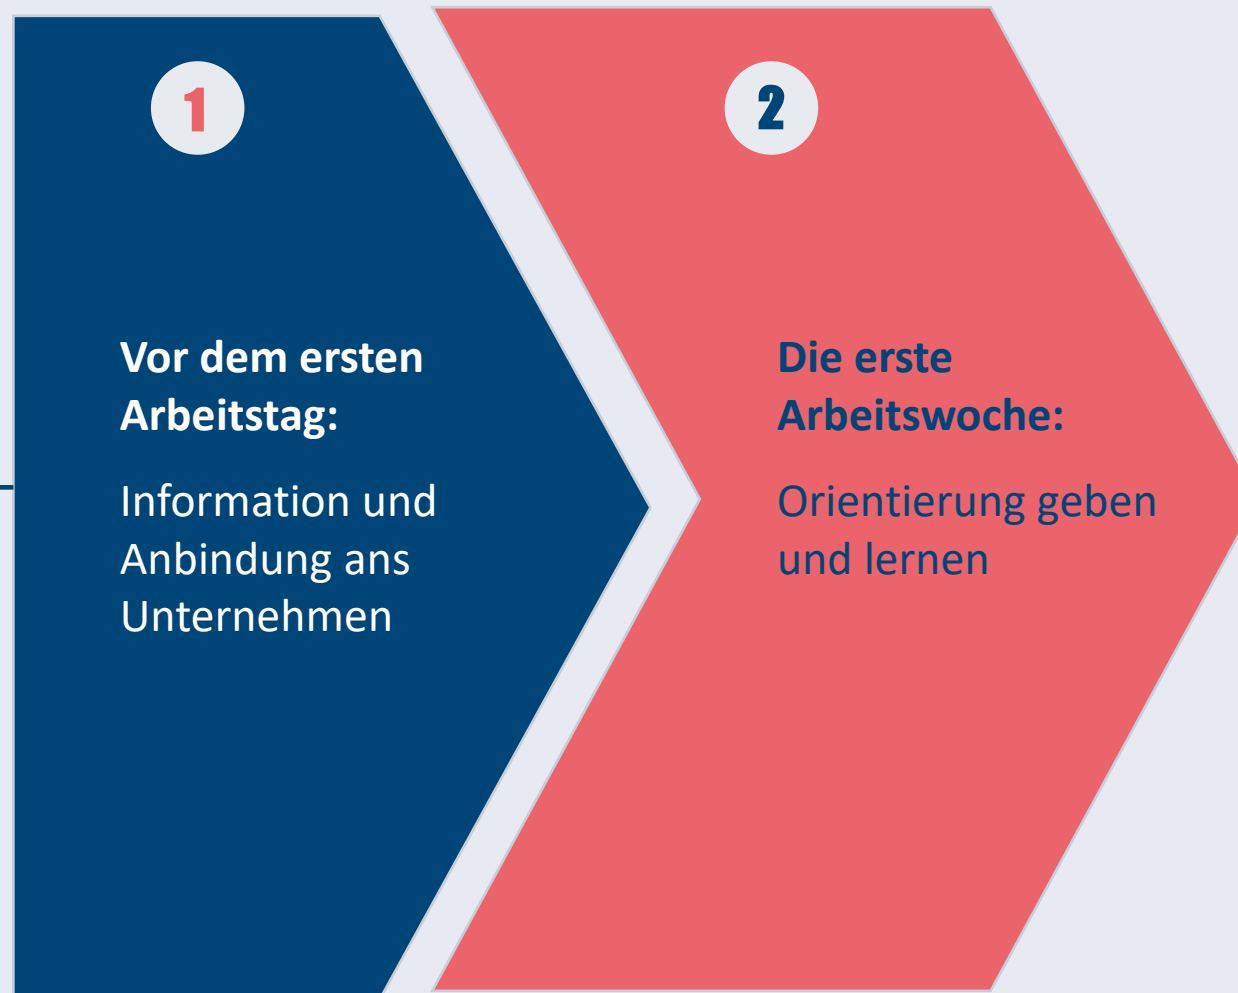 1
Vor dem ersten
Arbeitstag:
Information und
Anbindung ans
Unternehmen
2
Die erste
Arbeitswoche:
Orientierung geben
und lernen